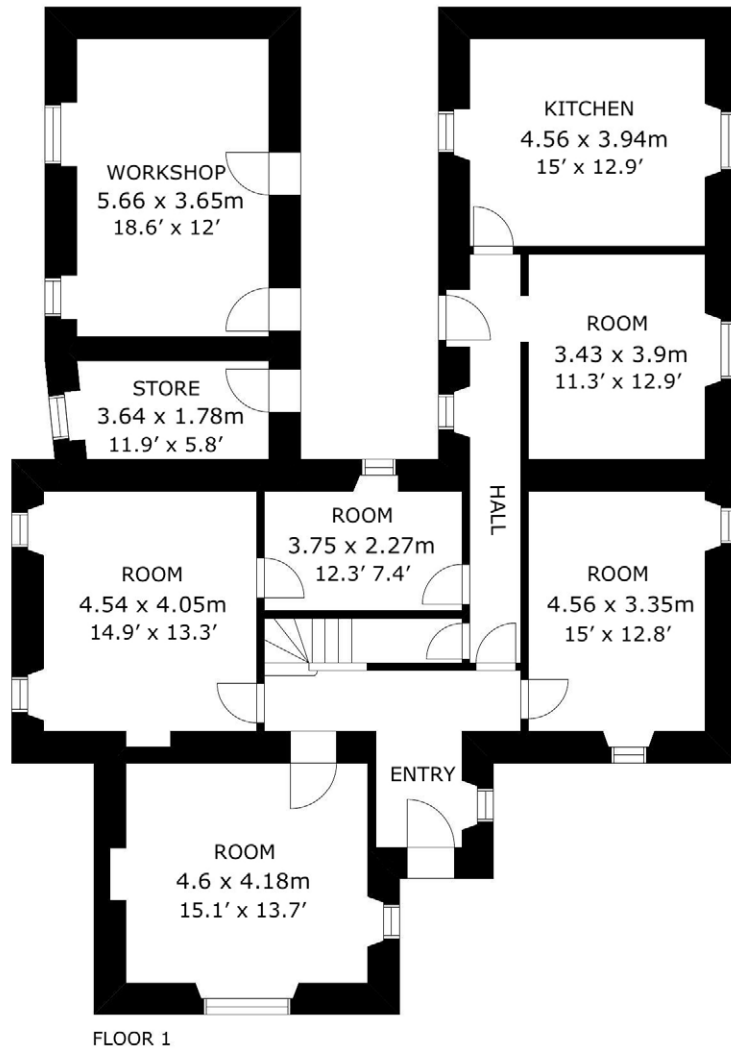 KITCHEN
4.56 x 3.94m
15’ x 12.9’
WORKSHOP
5.66 x 3.65m
18.6’ x 12’
ROOM
3.43 x 3.9m
11.3’ x 12.9’
STORE
3.64 x 1.78m
11.9’ x 5.8’
HALL
ROOM
3.75 x 2.27m
12.3’ 7.4’
ROOM
4.54 x 4.05m
14.9’ x 13.3’
ROOM
4.56 x 3.35m
15’ x 12.8’
ENTRY
ROOM
4.6 x 4.18m
15.1’ x 13.7’
FLOOR 1